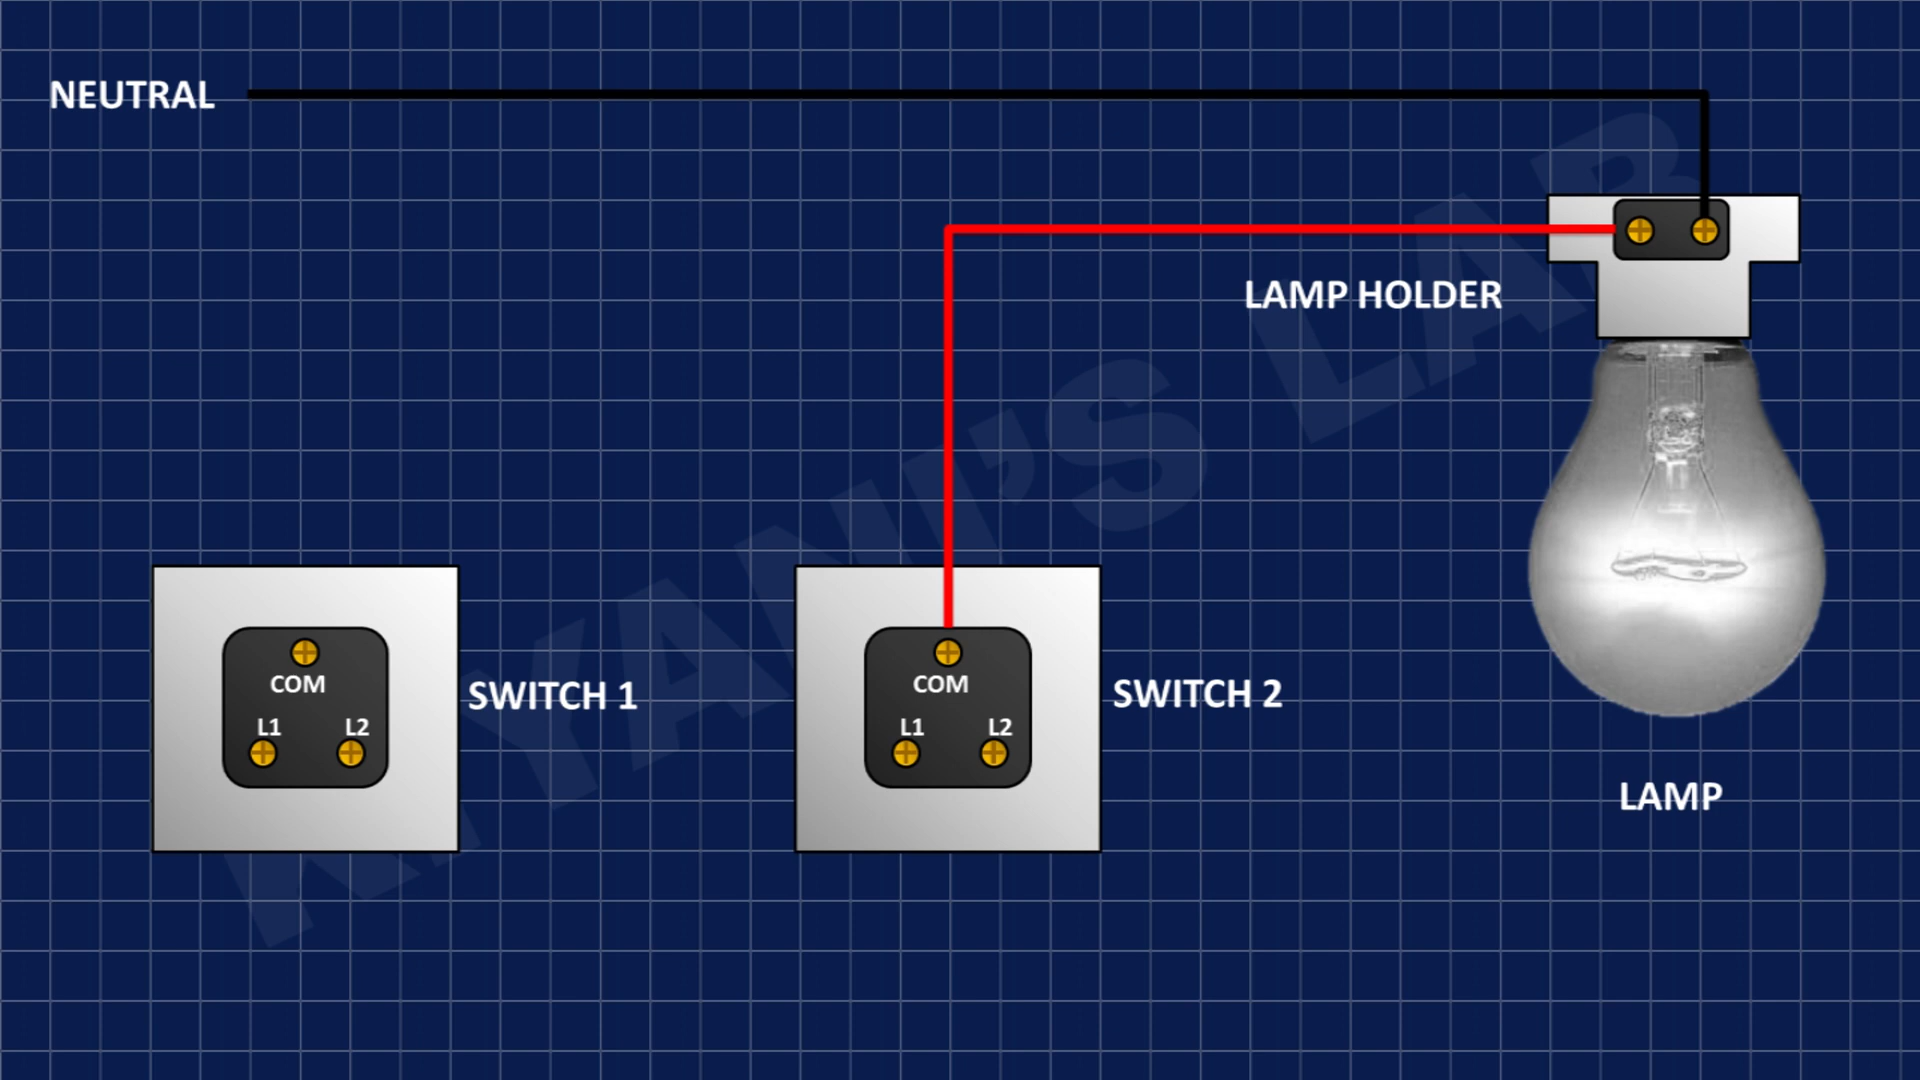 NEUTRAL
LAMP HOLDER
COM
L1 L2
SWITCH 1
COM
L1 L2
SWITCH 2
LAMP